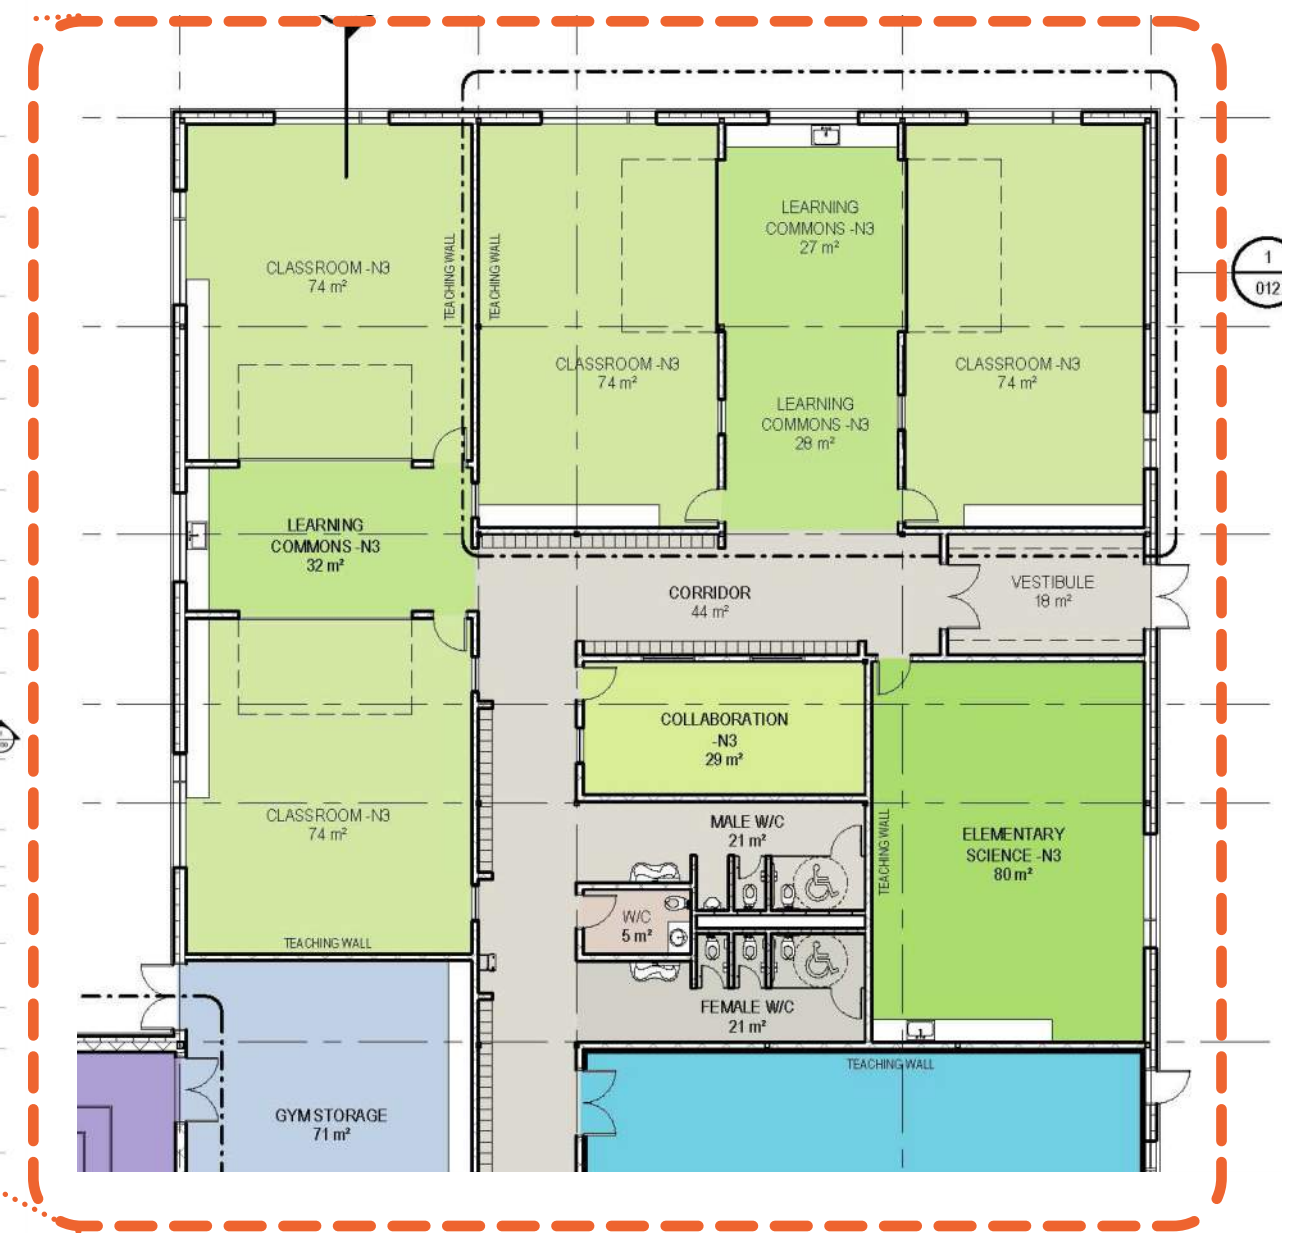 LEARNING
COMMONS -N3
27 m²
1
012
CLASSROOM -N3
74 m²
TEACHING WALL
TEACHING WALL
CLASSROOM -N3
74 m²
CLASSROOM -N3
74 m²
LEARNING
COMMONS -N3
28 m²
LEARNING
COMMONS -N3
32 m²
CORRIDOR
44 m²
VESTIBULE
18 m²
COLLABORATION
-N3
29 m²
CLASSROOM -N3
74 m²
MALE W/C
21 m²
TEACHING WALL
ELEMENTARY
SCIENCE -N3
80 m²
W/C
5 m²
TEACHING WALL
FEMALE W/C
21 m²
TEACHING WALL
GYM STORAGE
71 m²